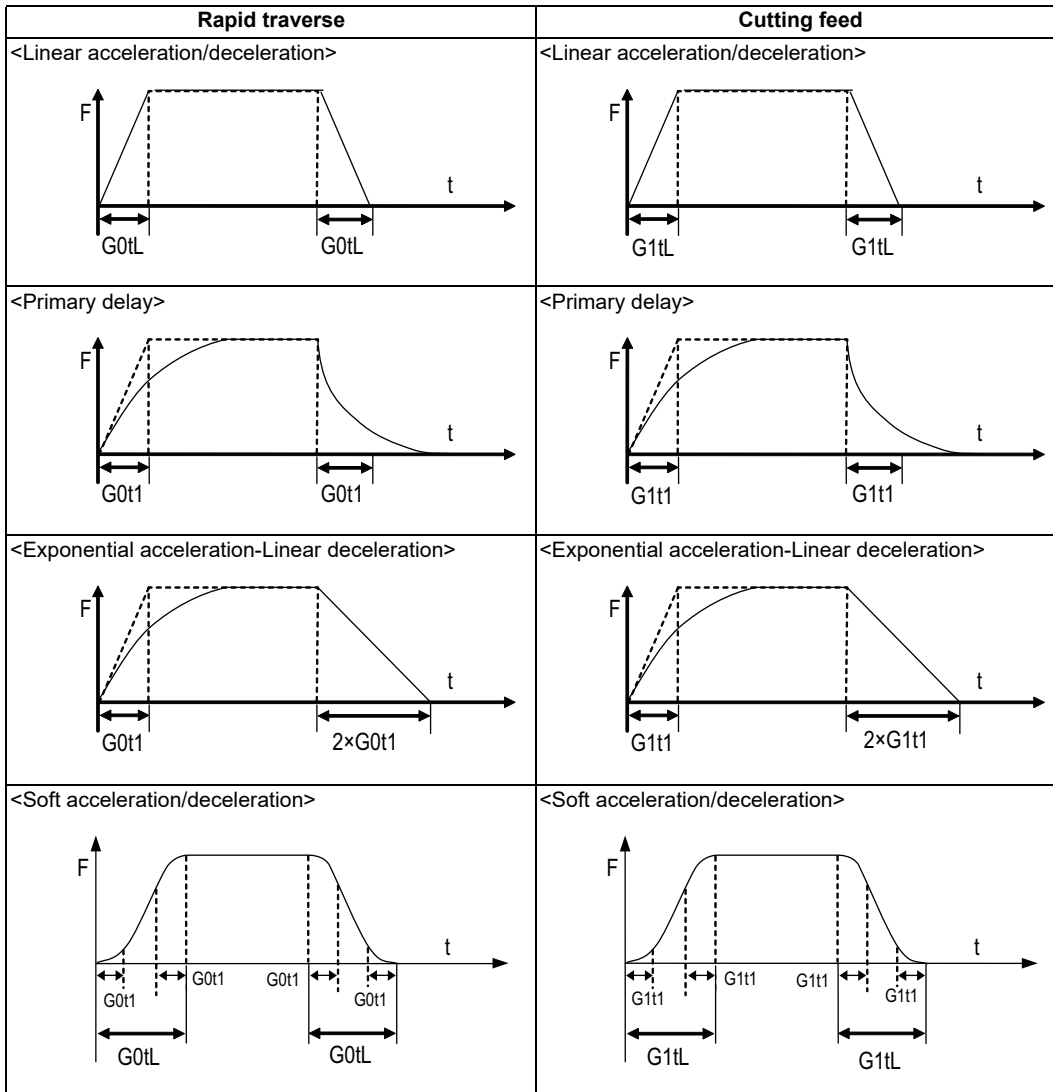 Rapid traverse
Cutting feed
<Linear acceleration/deceleration>
F
t
G0tL
G0tL
<Linear acceleration/deceleration>
F
t
G1tL
G1tL
<Primary delay>
F
t
G0t1
G0t1
<Primary delay>
F
t
G1t1
G1t1
<Exponential acceleration-Linear deceleration>
F
t
G0t1
2×G0t1
<Exponential acceleration-Linear deceleration>
F
t
G1t1
2×G1t1
<Soft acceleration/deceleration>
F
t
G0t1
G0t1
G0t1
G0t1
G0tL
G0tL
<Soft acceleration/deceleration>
F
t
G1t1
G1t1
G1t1
G1t1
G1tL
G1tL